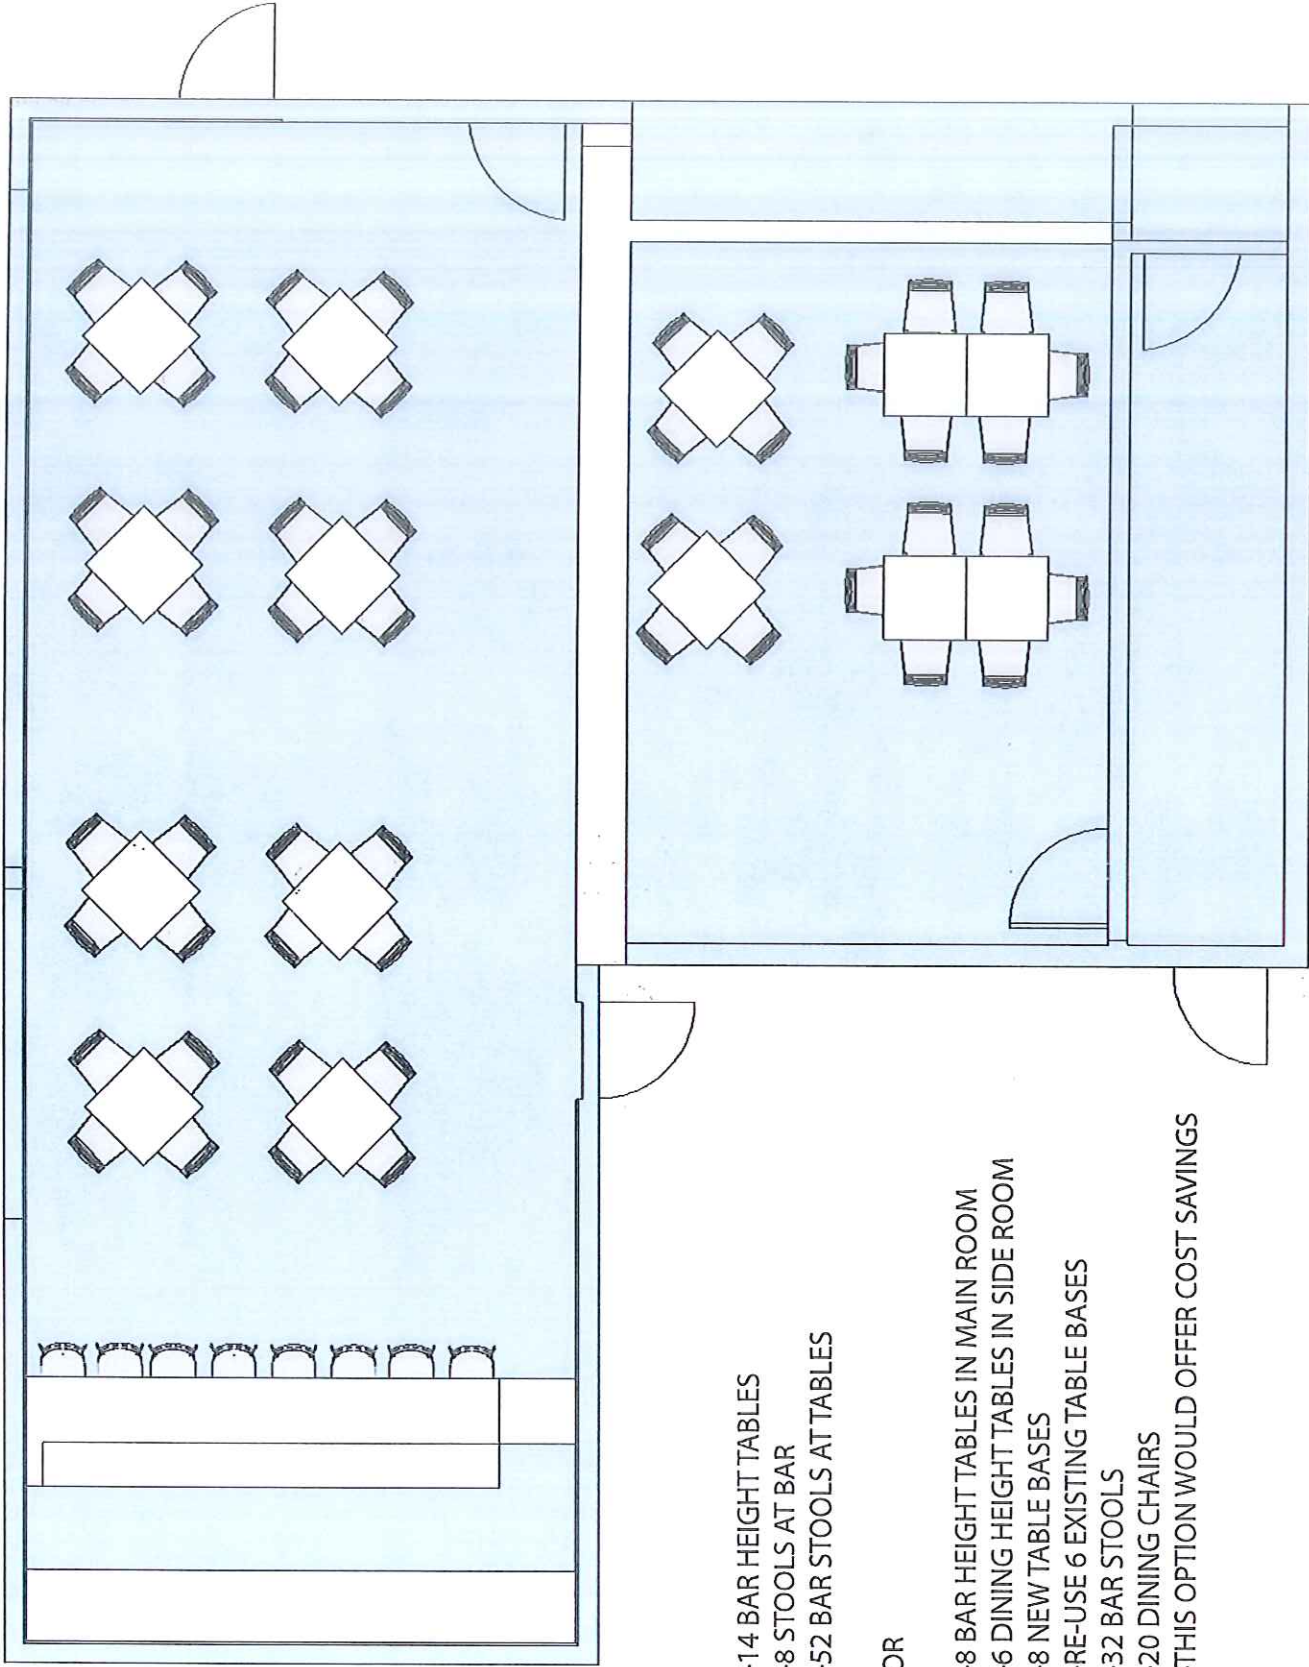 -14 BAR HEIGHT TABLES
-8 STOOLS AT BAR
-52 BAR STOOLS AT TABLES
OR
-8 BAR HEIGHT TABLES IN MAIN ROOM
-6 DINING HEIGHT TABLES IN SIDE ROOM
-8 NEW TABLE BASES
-RE-USE 6 EXISTING TABLE BASES
-32 BAR STOOLS
-20 DINING CHAIRS
-THIS OPTION WOULD OFFER COST SAVINGS